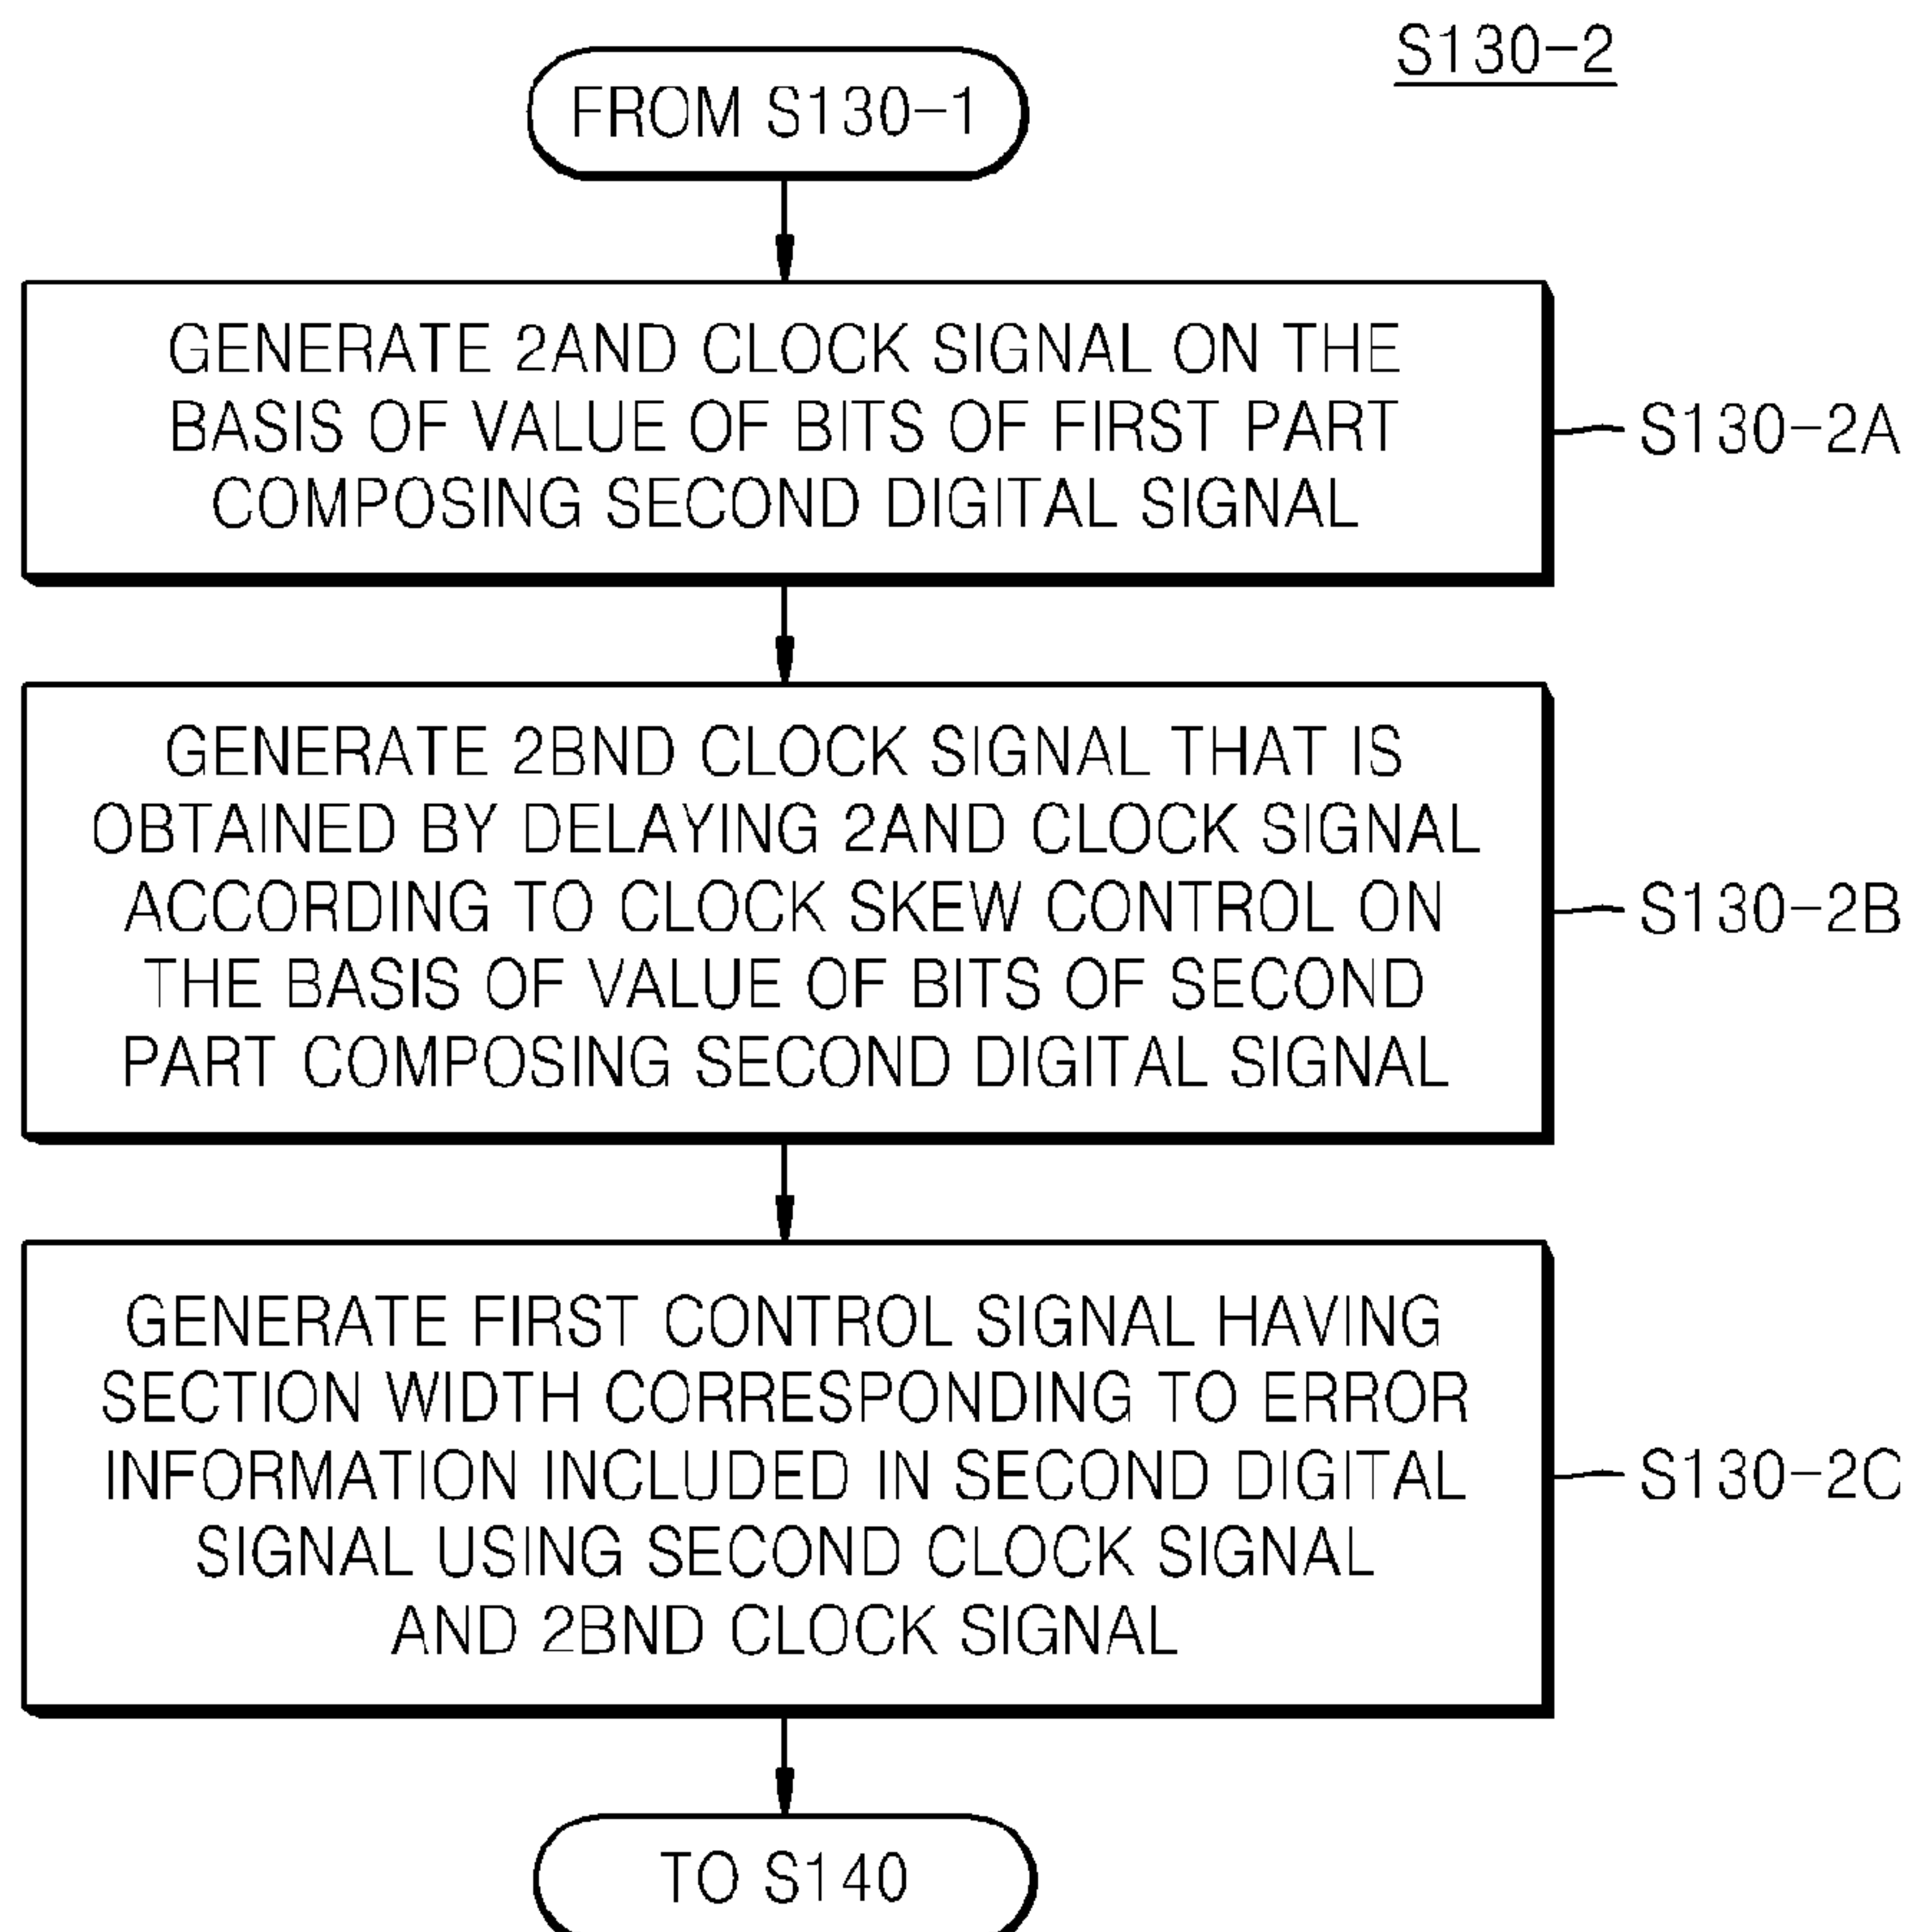 S130-2
FROM S130-1
GENERATE 2AND CLOCK SIGNAL ON THE
BASIS OF VALUE OF BITS OF FIRST PART
COMPOSING SECOND DIGITAL SIGNAL
S130-2A
GENERATE 2BND CLOCK SIGNAL THAT IS
OBTAINED BY DELAYING 2AND CLOCK SIGNAL
ACCORDING TO CLOCK SKEW CONTROL ON
THE BASIS OF VALUE OF BITS OF SECOND
PART COMPOSING SECOND DIGITAL SIGNAL
S130-2B
GENERATE FIRST CONTROL SIGNAL HAVING
SECTION WIDTH CORRESPONDING TO ERROR
INFORMATION INCLUDED IN SECOND DIGITAL
SIGNAL USING SECOND CLOCK SIGNAL
AND 2BND CLOCK SIGNAL
S130-2C
TO S140